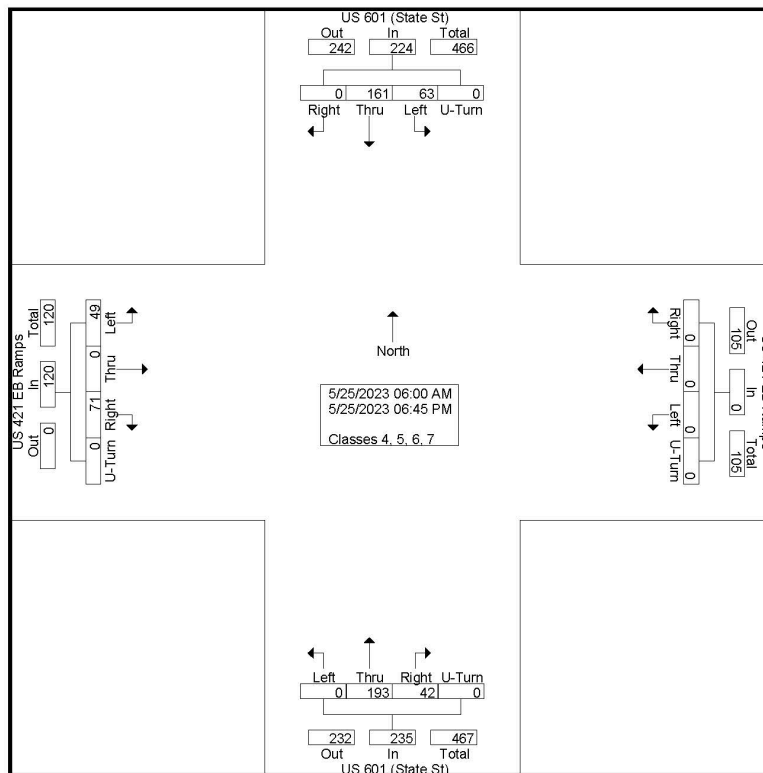 US 601 (State St)
Out In Total
242 224 466
0 161 63 0
Right Thru Left U-Turn
US 421 EB Ramps
Out In Total
0 120 120
49 0 71 0
Left Thru Right U-Turn
North
5/25/2023 06:00 AM
5/25/2023 06:45 PM
Classes 4, 5, 6, 7
Right Thru Left U-Turn
0 0 0 0
Out In Total
105 0 105
Left Thru Right U-Turn
0 193 42 0
232 235 467
Out In Total
US 601 (State St)